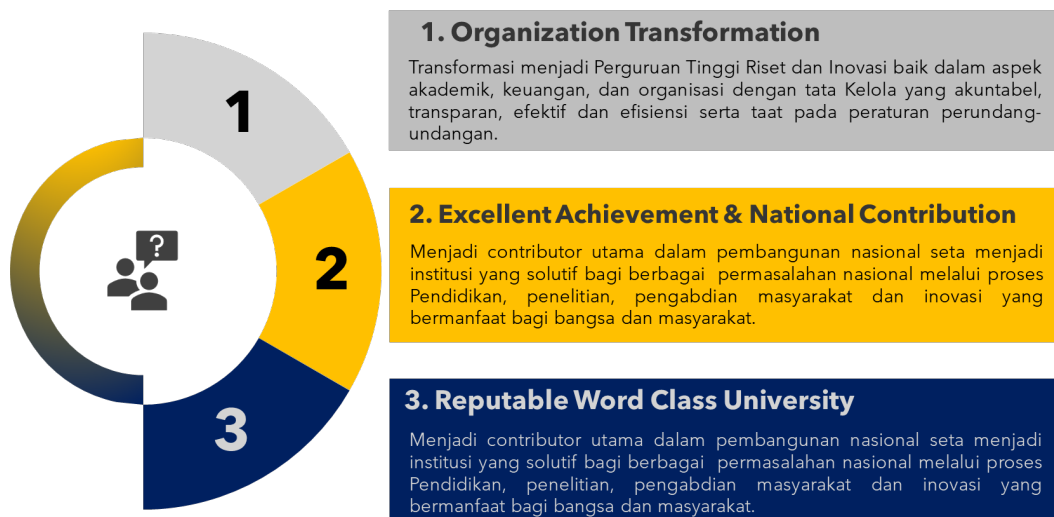 1
2
3
?
1. Organization Transformation
Transformasi menjadi Perguruan Tinggi Riset dan Inovasi baik dalam aspek
akademik, keuangan, dan organisasi dengan tata Kelola yang akuntabel,
transparan, efektif dan efisiensi serta taat pada peraturan perundang-
undangan.
2. Excellent Achievement & National Contribution
Menjadi contributor utama dalam pembangunan nasional seta menjadi
institusi yang solutif bagi berbagai permasalahan nasional melalui proses
Pendidikan, penelitian, pengabdian masyarakat dan inovasi yang
bermanfaat bagi bangsa dan masyarakat.
3. Reputable Word Class University
Menjadi contributor utama dalam pembangunan nasional seta menjadi
institusi yang solutif bagi berbagai permasalahan nasional melalui proses
Pendidikan, penelitian, pengabdian masyarakat dan inovasi yang
bermanfaat bagi bangsa dan masyarakat.